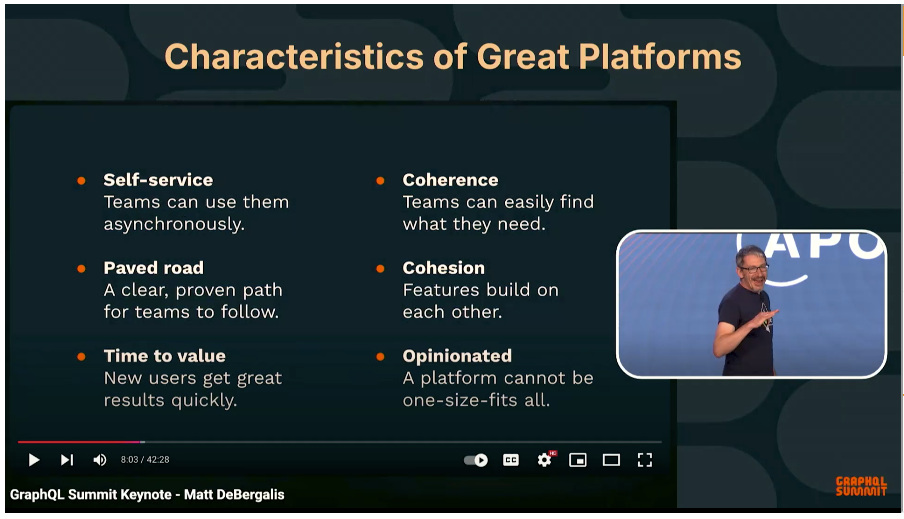 Characteristics of Great Platforms
Self-service
Teams can use them
asynchronously.
Paved road
A clear, proven path
for teams to follow.
Time to value
New users get great
results quickly.
Coherence
Teams can easily find
what they need.
Cohesion
Features build on
each other.
Opinionated
A platform cannot be
one-size-fits all.
APO
8:03 / 42:28
CC
HD
GraphQL Summit Keynote - Matt DeBergalis
GRAPHQL
SUMMIT